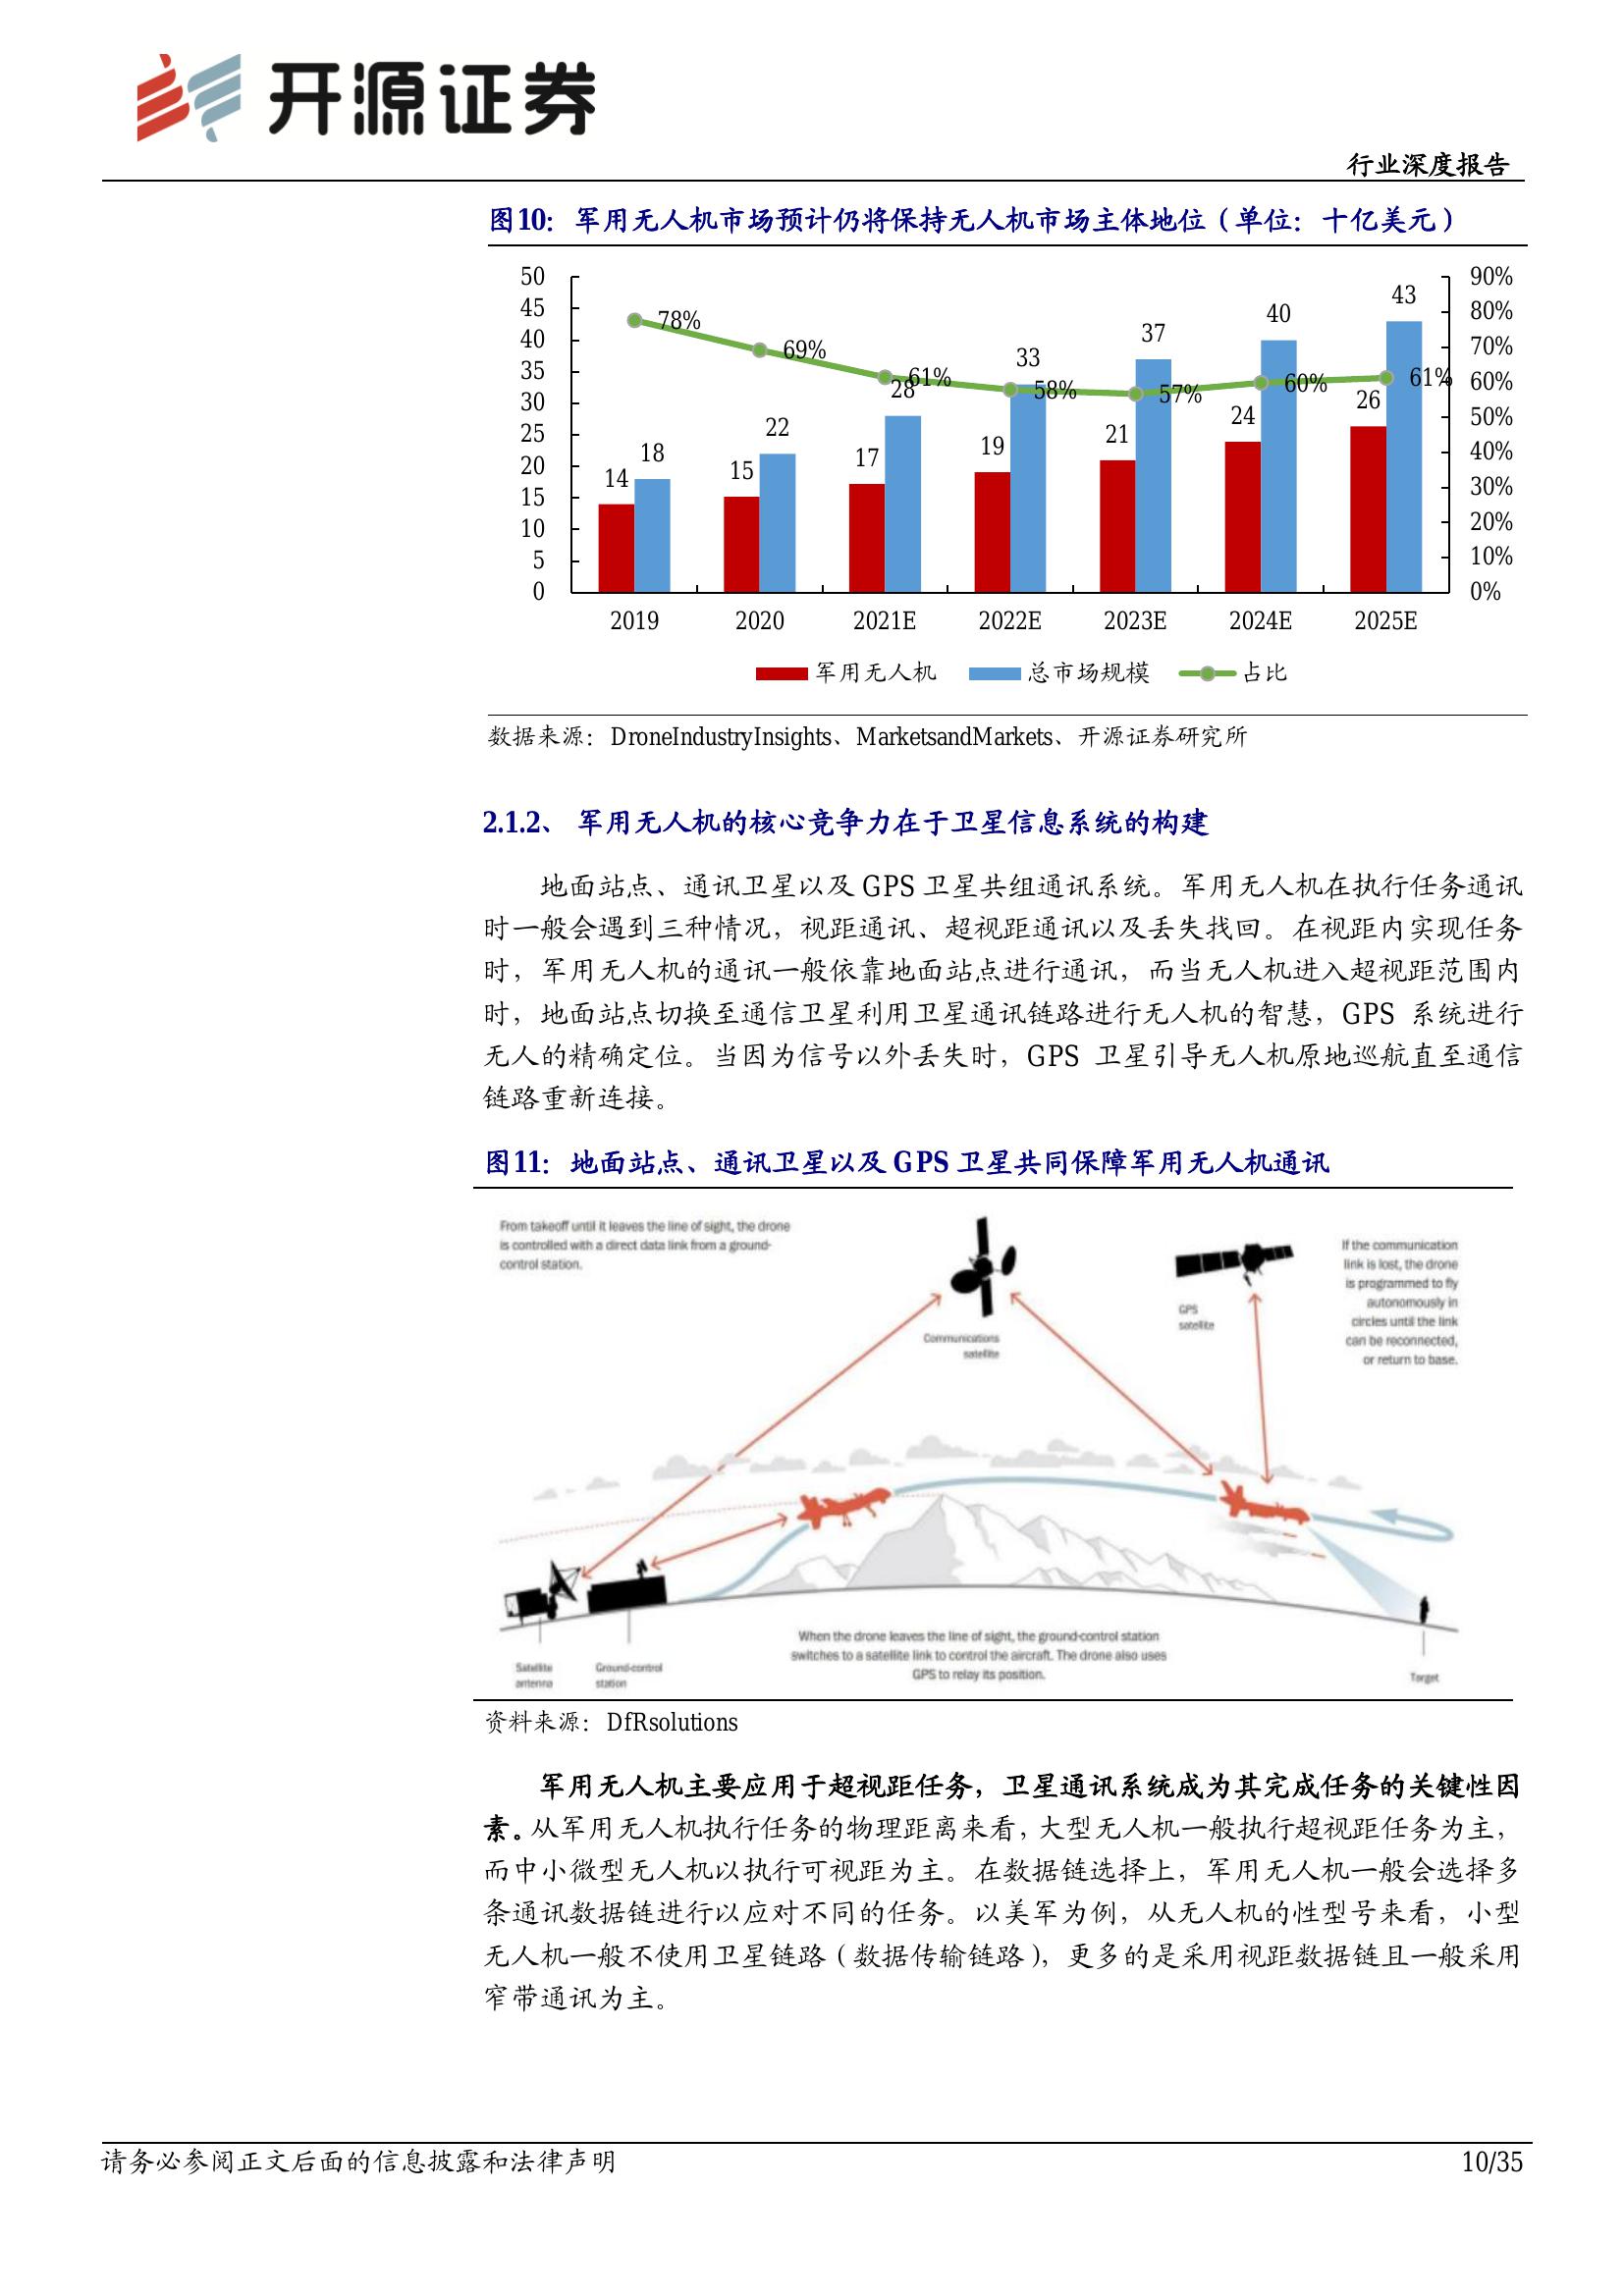 开源证券
行业深度报告
图10：军用无人机市场预计仍将保持无人机市场主体地位（单位：十亿美元）
50
45
40
35
30
25
20
15
10
5
0
90%
80%
70%
60%
50%
40%
30%
20%
10%
0%
78%
69%
61%
58%
57%
60%
61%
14
18
15
22
17
28
19
33
21
37
24
40
26
43
2019
2020
2021E
2022E
2023E
2024E
2025E
军用无人机
总市场规模
占比
数据来源：DroneIndustryInsights、MarketsandMarkets、开源证券研究所
2.1.2、 军用无人机的核心竞争力在于卫星信息系统的构建
地面站点、通讯卫星以及 GPS 卫星共组通讯系统。军用无人机在执行任务通讯
时一般会遇到三种情况，视距通讯、超视距通讯以及丢失找回。在视距内实现任务
时，军用无人机的通讯一般依靠地面站点进行通讯，而当无人机进入超视距范围内
时，地面站点切换至通信卫星利用卫星通讯链路进行无人机的智慧，GPS 系统进行
无人的精确定位。当因为信号以外丢失时，GPS 卫星引导无人机原地巡航直至通信
链路重新连接。
图11：地面站点、通讯卫星以及 GPS 卫星共同保障军用无人机通讯
From takeoff until it leaves the line of sight, the drone
is controlled with a direct data link from a ground-
control station.
Communications
satellite
GPS
satellite
If the communication
link is lost, the drone
is programmed to fly
autonomously in
circles until the link
can be reconnected,
or return to base.
When the drone leaves the line of sight, the ground-control station
switches to a satellite link to control the aircraft. The drone also uses
GPS to relay its position.
Satellite
antenna
Ground-control
station
Target
资料来源：DfRsolutions
军用无人机主要应用于超视距任务，卫星通讯系统成为其完成任务的关键性因
素。从军用无人机执行任务的物理距离来看，大型无人机一般执行超视距任务为主，
而中小微型无人机以执行可视距为主。在数据链选择上，军用无人机一般会选择多
条通讯数据链进行以应对不同的任务。以美军为例，从无人机的性型号来看，小型
无人机一般不使用卫星链路（数据传输链路），更多的是采用视距数据链且一般采用
窄带通讯为主。
请务必参阅正文后面的信息披露和法律声明
10/35